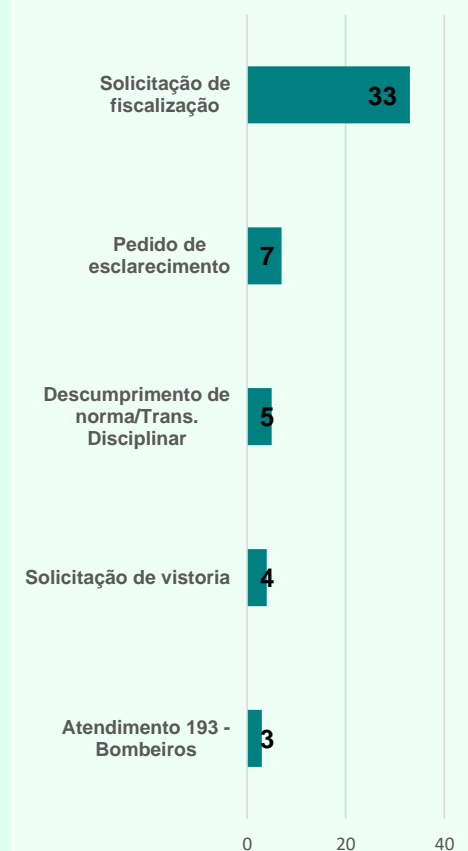 Solicitação de
fiscalização
33
Pedido de
esclarecimento
7
Descumprimento de
norma/Trans.
Disciplinar
5
Solicitação de vistoria
4
Atendimento 193 -
Bombeiros
3
0 20 40